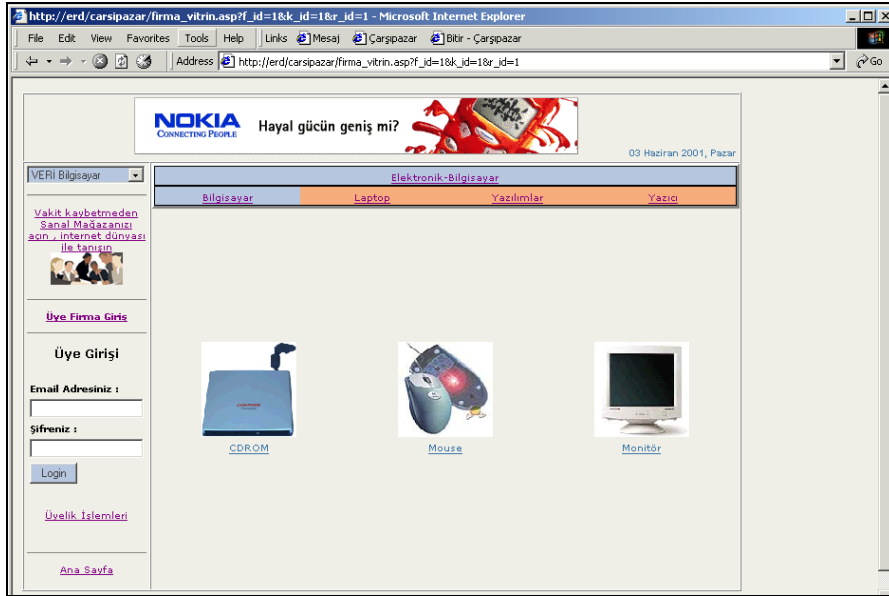 http://erd/carsipazar/firma_vitrin.asp?f_id=1&k_id=1&r_id=1 - Microsoft Internet Explorer
File Edit View Favorites Tools Help Links Mesaj Çarşıpazar Bitir - Çarşıpazar
Address http://erd/carsipazar/firma_vitrin.asp?f_id=1&k_id=1&r_id=1 Go
NOKIA
CONNECTING PEOPLE
Hayal gücün geniş mi?
03 Haziran 2001, Pazar
VERİ Bilgisayar
Elektronik-Bilgisayar
Bilgisayar Laptop Yazılımlar Yazıcı
Vakit kaybetmeden
Sanal Mağazanızı
açın , internet dünyası
ile tanışın
Üye Firma Giris
Üye Girişi
Email Adresiniz :
Şifreniz :
Login
Üyelik İşlemleri
Ana Sayfa
CDROM Mouse Monitör